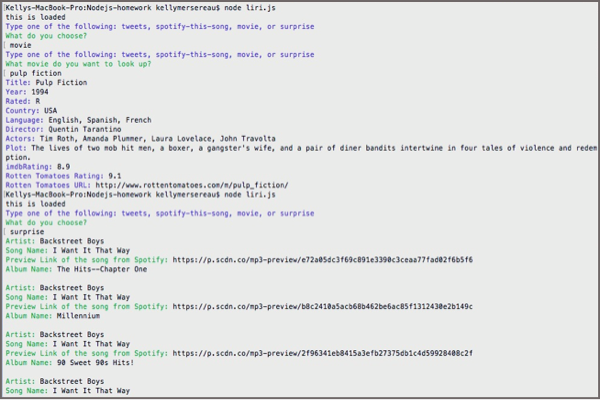 Kellys-MacBook-Pro:Nodejs-homework kellymersereau$ node liri.js
this is loaded
Type one of the following: tweets, spotify-this-song, movie, or surprise
What do you choose?
movie
Type one of the following: tweets, spotify-this-song, movie, or surprise
What movie do you want to look up?
pulp fiction
Title: Pulp Fiction
Year: 1994
Rated: R
Country: USA
Language: English, Spanish, French
Director: Quentin Tarantino
Actors: Tim Roth, Amanda Plummer, Laura Lovelace, John Travolta
Plot: The lives of two mob hit men, a boxer, a gangster's wife, and a pair of diner bandits intertwine in four tales of violence and redem
ption.
imdbRating: 8.9
Rotten Tomatoes Rating: 9.1
Rotten Tomatoes URL: http://www.rottentomatoes.com/m/pulp_fiction/
Kellys-MacBook-Pro:Nodejs-homework kellymersereau$ node liri.js
this is loaded
Type one of the following: tweets, spotify-this-song, movie, or surprise
What do you choose?
surprise
Artist: Backstreet Boys
Song Name: I Want It That Way
Preview Link of the song from Spotify: https://p.scdn.co/mp3-preview/e72a05dc3f69c891e3390c3ceaa77fad02f6b5f6
Album Name: The Hits--Chapter One
Artist: Backstreet Boys
Song Name: I Want It That Way
Preview Link of the song from Spotify: https://p.scdn.co/mp3-preview/b8c2410a5acb68b462be6ac85f1312430e2b149c
Album Name: Millennium
Artist: Backstreet Boys
Song Name: I Want It That Way
Preview Link of the song from Spotify: https://p.scdn.co/mp3-preview/2f96341eb8415a3efb27375db1c4d59928408c2f
Album Name: 90 Sweet 90s Hits!
Artist: Backstreet Boys
Song Name: I Want It That Way